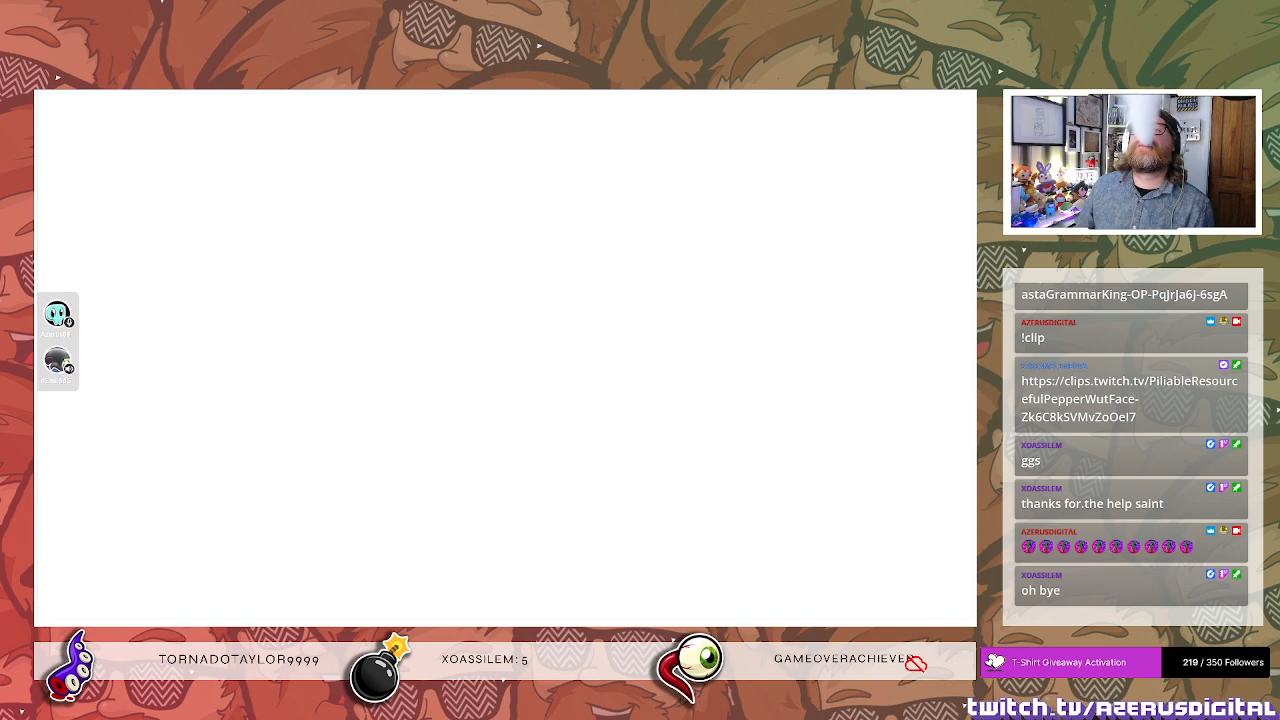 astaGrammarKing-OP-PqJrJa6J-6sgA
AZERUSDIGITAL
!clip
https://clips.twitch.tv/PiliableResourc
efulPepperWutFace-
Zk6C8kSVMvZoOeI7
XOASSILEM
ggs
XOASSILEM
thanks for.the help saint
AZERUSDIGITAL
XOASSILEM
oh bye
TORNADOTAYLOR9999
XOASSILEM: 5
GAMEOVERACHIEVER
T-Shirt Giveaway Activation
219 / 350 Followers
twitch.tv/AZERUSDIGITAL